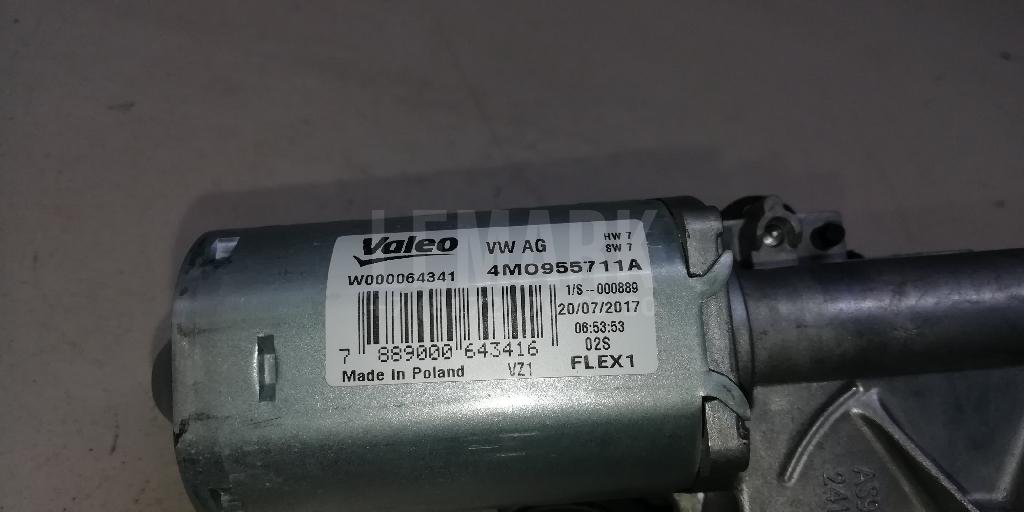 LEMARK
Valeo VW AG HW 7
SW 7
W000064341 4M0955711A
1/S--000889
20/07/2017
06:53:53
02S
7 889000 643416
Made in Poland VZ1 FLEX1